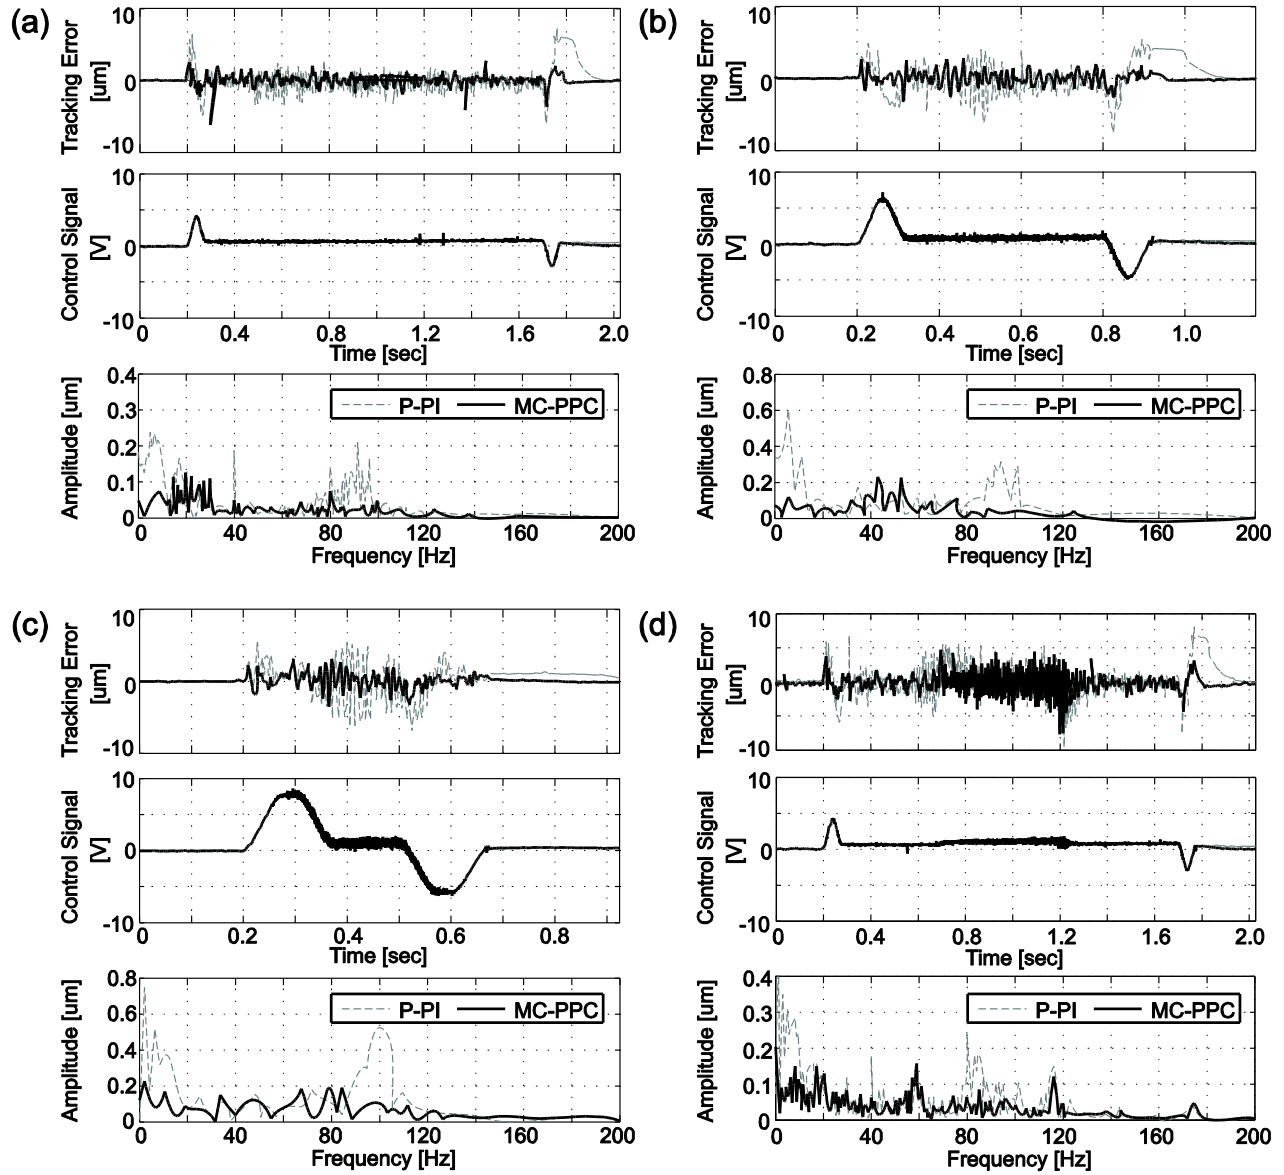 (a)
10
0
-10
Tracking Error
[um]
10
0
-10
Control Signal
[V]
0 0.4 0.8 1.2 1.6 2.0
Time [sec]
0.4
0.3
0.2
0.1
0
Amplitude [um]
P-PI MC-PPC
0 40 80 120 160 200
Frequency [Hz]
(b)
10
0
-10
Tracking Error
[um]
10
0
-10
Control Signal
[V]
0 0.2 0.4 0.6 0.8 1.0
Time [sec]
0.8
0.6
0.4
0.2
0
Amplitude [um]
P-PI MC-PPC
0 40 80 120 160 200
Frequency [Hz]
(c)
10
0
-10
Tracking Error
[um]
10
0
-10
Control Signal
[V]
0 0.2 0.4 0.6 0.8
Time [sec]
0.8
0.6
0.4
0.2
0
Amplitude [um]
P-PI MC-PPC
0 40 80 120 160 200
Frequency [Hz]
(d)
10
0
-10
Tracking Error
[um]
10
0
-10
Control Signal
[V]
0 0.4 0.8 1.2 1.6 2.0
Time [sec]
0.4
0.3
0.2
0.1
0
Amplitude [um]
P-PI MC-PPC
0 40 80 120 160 200
Frequency [Hz]